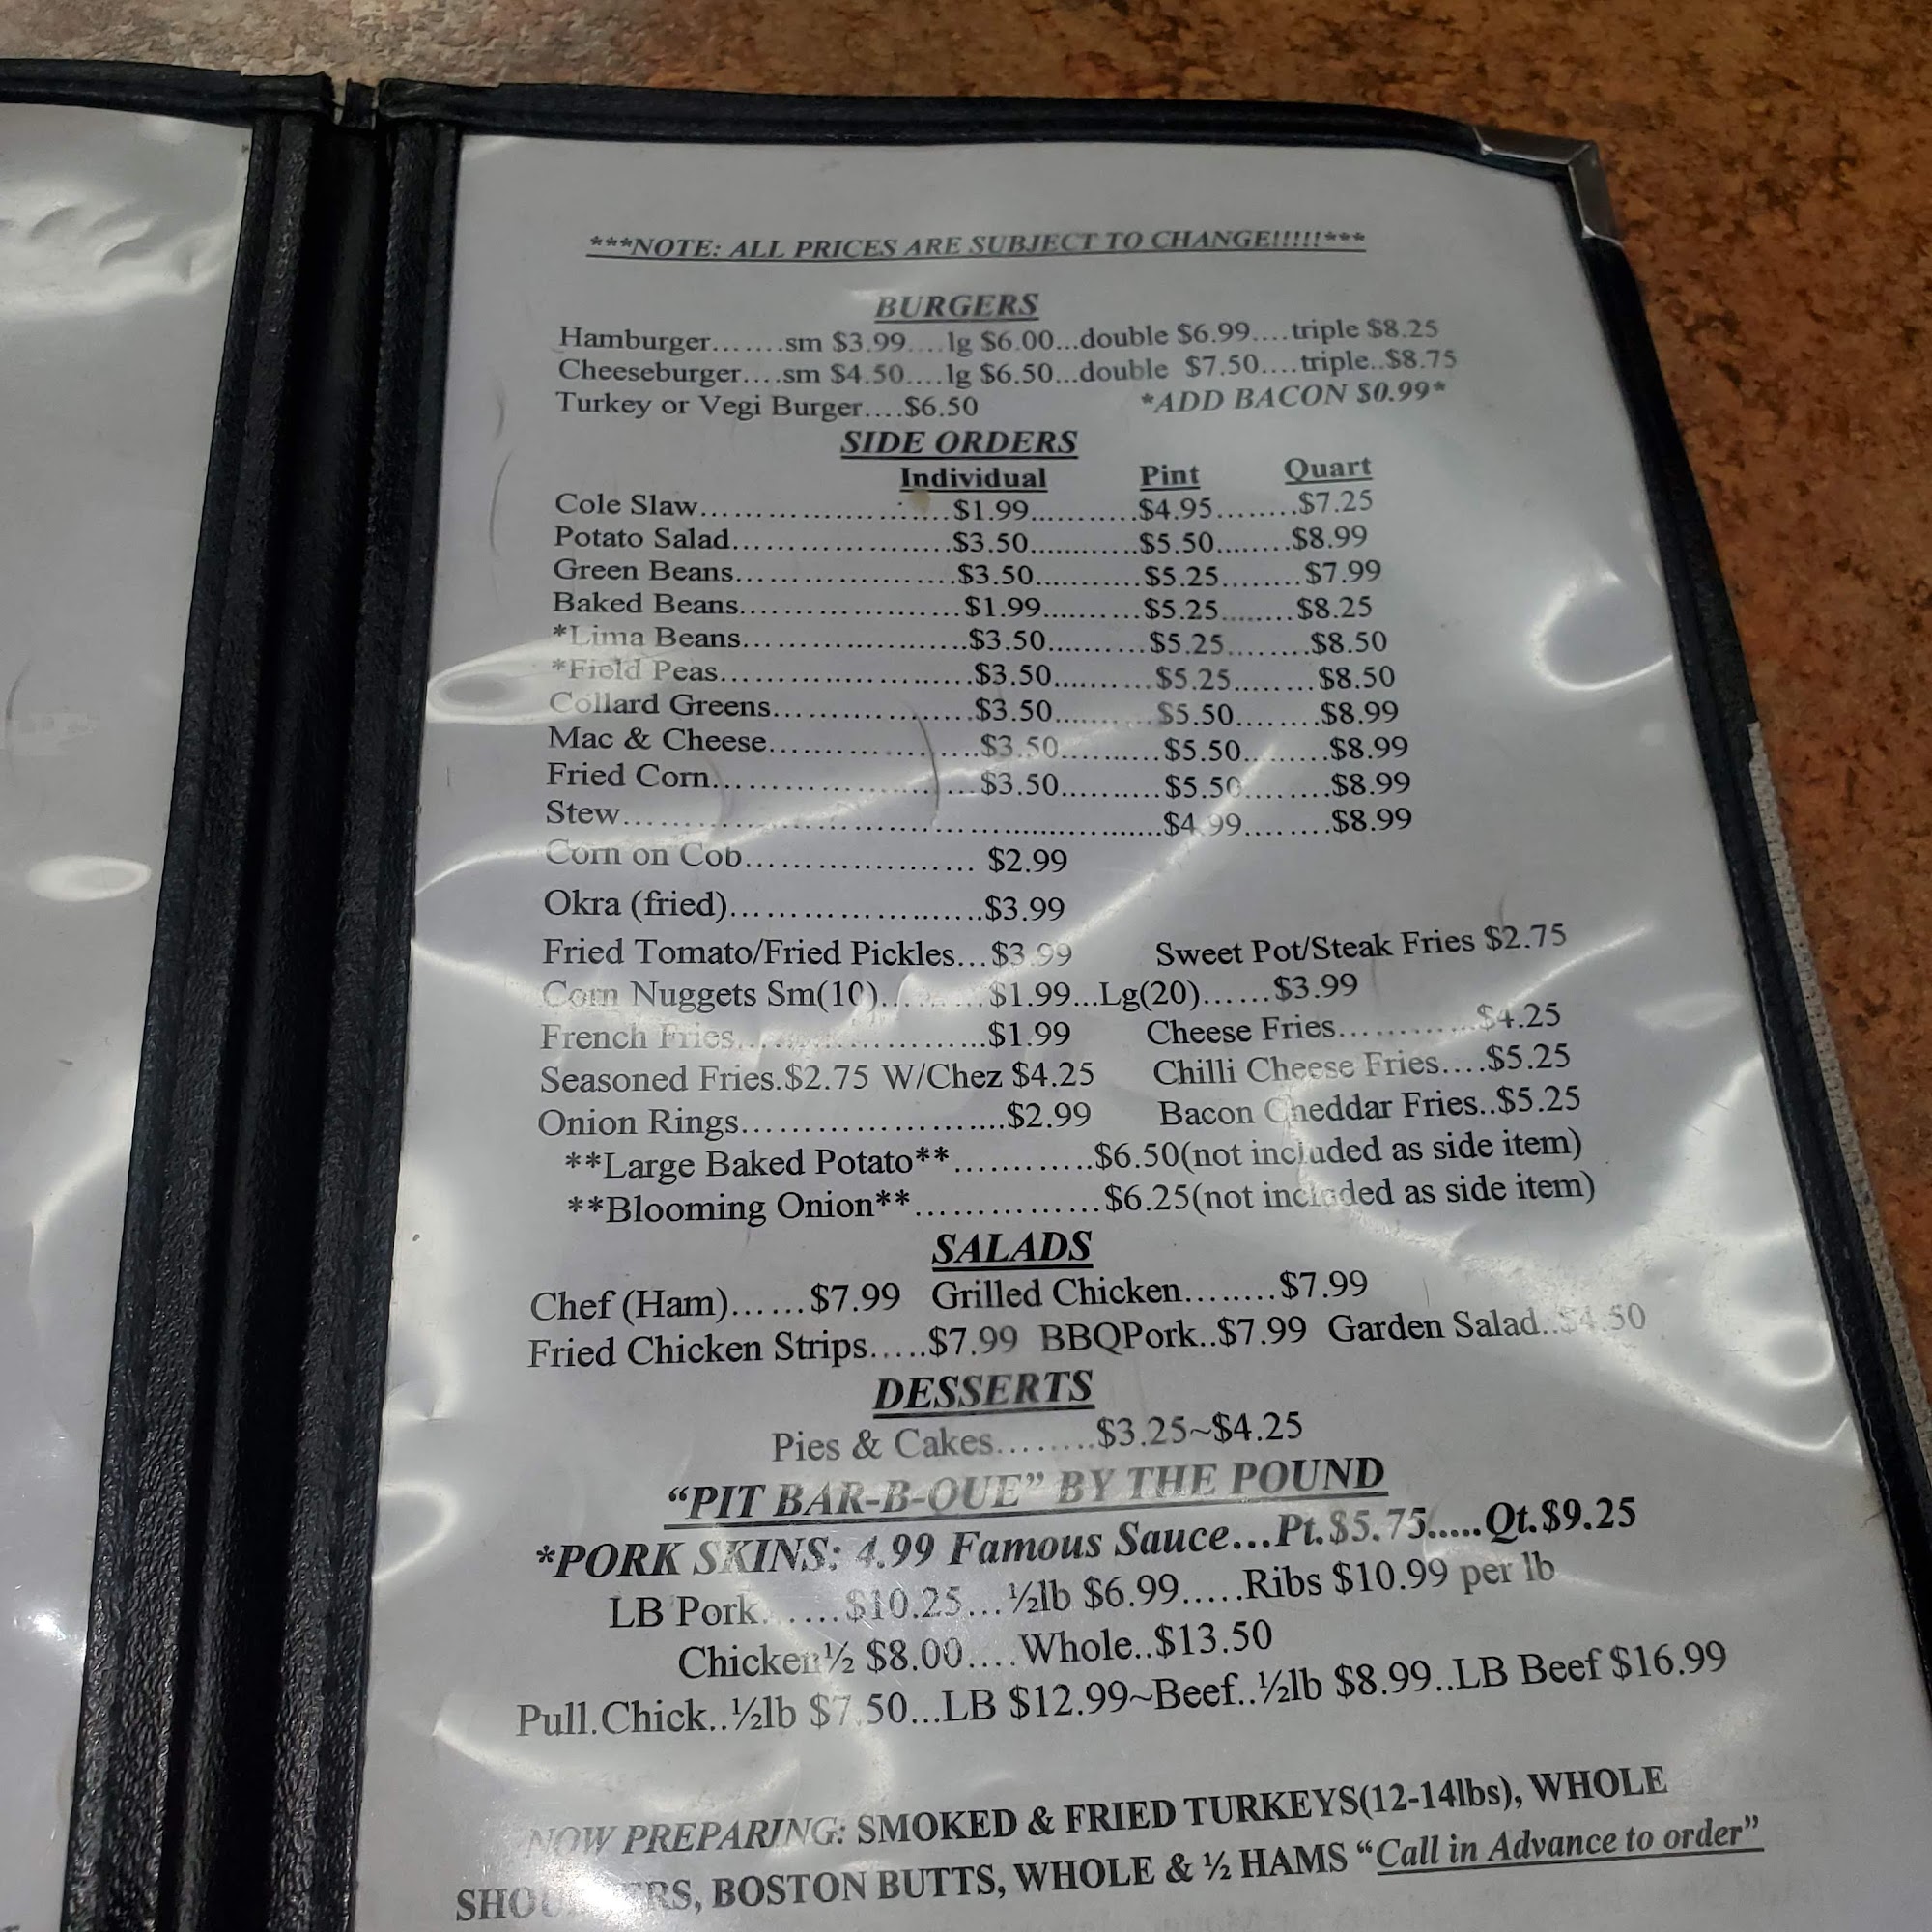 ***NOTE: ALL PRICES ARE SUBJECT TO CHANGE!!!!!***
BURGERS
Hamburger.......sm $3.99....lg $6.00...double $6.99....triple $8.25
Cheeseburger....sm $4.50....lg $6.50...double $7.50....triple..$8.75
Turkey or Vegi Burger....$6.50 *ADD BACON $0.99*
SIDE ORDERS
Individual Pint Quart
Cole Slaw..........................$1.99...........$4.95........$7.25
Potato Salad.......................$3.50...........$5.50........$8.99
Green Beans.......................$3.50...........$5.25........$7.99
Baked Beans.......................$1.99..........$5.25........$8.25
*Lima Beans.......................$3.50..........$5.25........$8.50
*Field Peas..........................$3.50..........$5.25........$8.50
Collard Greens.....................$3.50..........$5.50........$8.99
Mac & Cheese.....................$3.50..........$5.50........$8.99
Fried Corn...........................$3.50..........$5.50........$8.99
Stew.......................................................$4.99........$8.99
Corn on Cob....................... $2.99
Okra (fried).........................$3.99
Fried Tomato/Fried Pickles...$3.99 Sweet Pot/Steak Fries $2.75
Corn Nuggets Sm(10)..........$1.99...Lg(20)......$3.99
French Fries........................$1.99 Cheese Fries............$4.25
Seasoned Fries.$2.75 W/Chez $4.25 Chilli Cheese Fries....$5.25
Onion Rings.........................$2.99 Bacon Cheddar Fries..$5.25
**Large Baked Potato**............$6.50(not included as side item)
**Blooming Onion**...............$6.25(not included as side item)
SALADS
Chef (Ham)......$7.99 Grilled Chicken........$7.99
Fried Chicken Strips.....$7.99 BBQPork..$7.99 Garden Salad..$4.50
DESSERTS
Pies & Cakes........$3.25~$4.25
“PIT BAR-B-QUE” BY THE POUND
*PORK SKINS: 4.99 Famous Sauce...Pt.$5.75.....Qt.$9.25
LB Pork......$10.25...½lb $6.99.....Ribs $10.99 per lb
Chicken½ $8.00....Whole..$13.50
Pull.Chick..½lb $7.50...LB $12.99~Beef..½lb $8.99..LB Beef $16.99
NOW PREPARING: SMOKED & FRIED TURKEYS(12-14lbs), WHOLE
SHOULDERS, BOSTON BUTTS, WHOLE & ½ HAMS “Call in Advance to order”